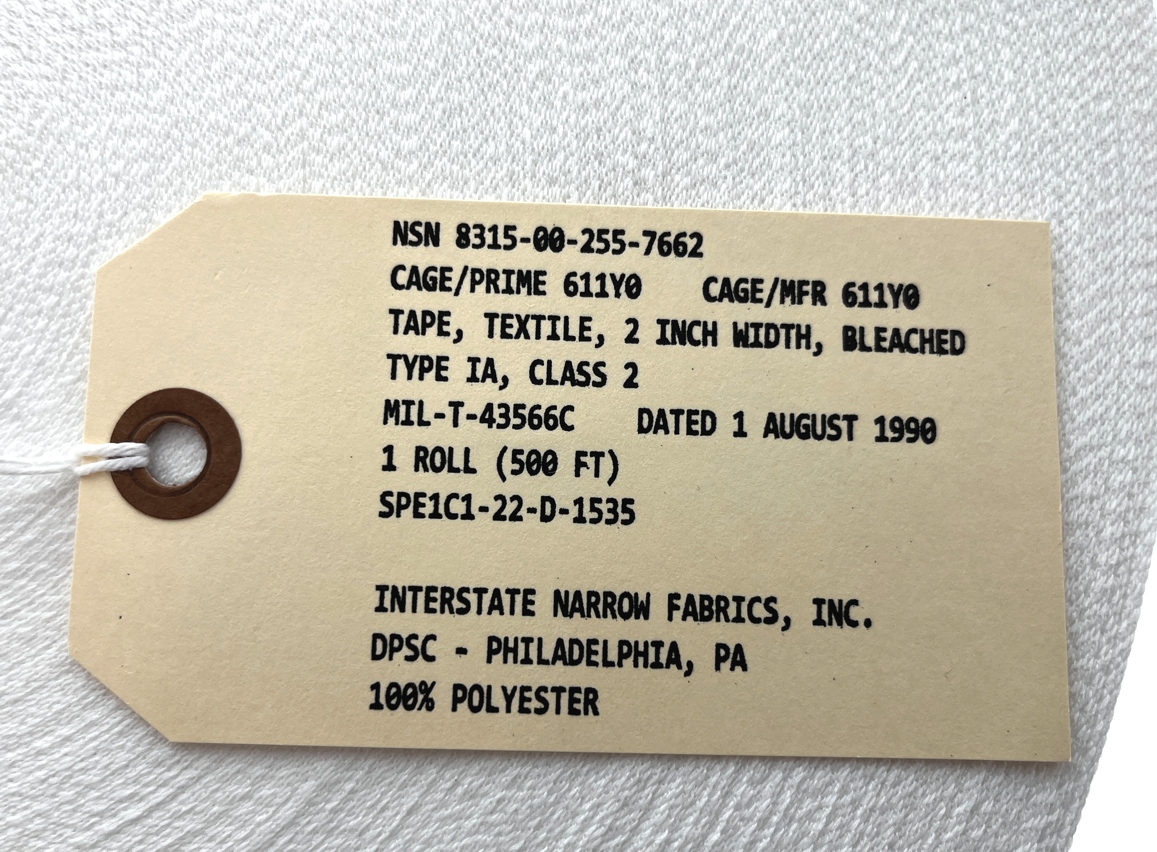 NSN 8315-00-255-7662
CAGE/PRIME 611Y0 CAGE/MFR 611Y0
TAPE, TEXTILE, 2 INCH WIDTH, BLEACHED
TYPE IA, CLASS 2
MIL-T-43566C DATED 1 AUGUST 1990
1 ROLL (500 FT)
SPE1C1-22-D-1535
INTERSTATE NARROW FABRICS, INC.
DPSC - PHILADELPHIA, PA
100% POLYESTER